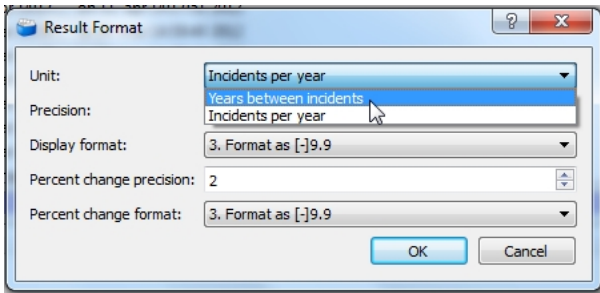 Result Format
Unit: Incidents per year
Years between incidents
Precision: Incidents per year
Display format: 3. Format as [-]9.9
Percent change precision: 2
Percent change format: 3. Format as [-]9.9
OK Cancel